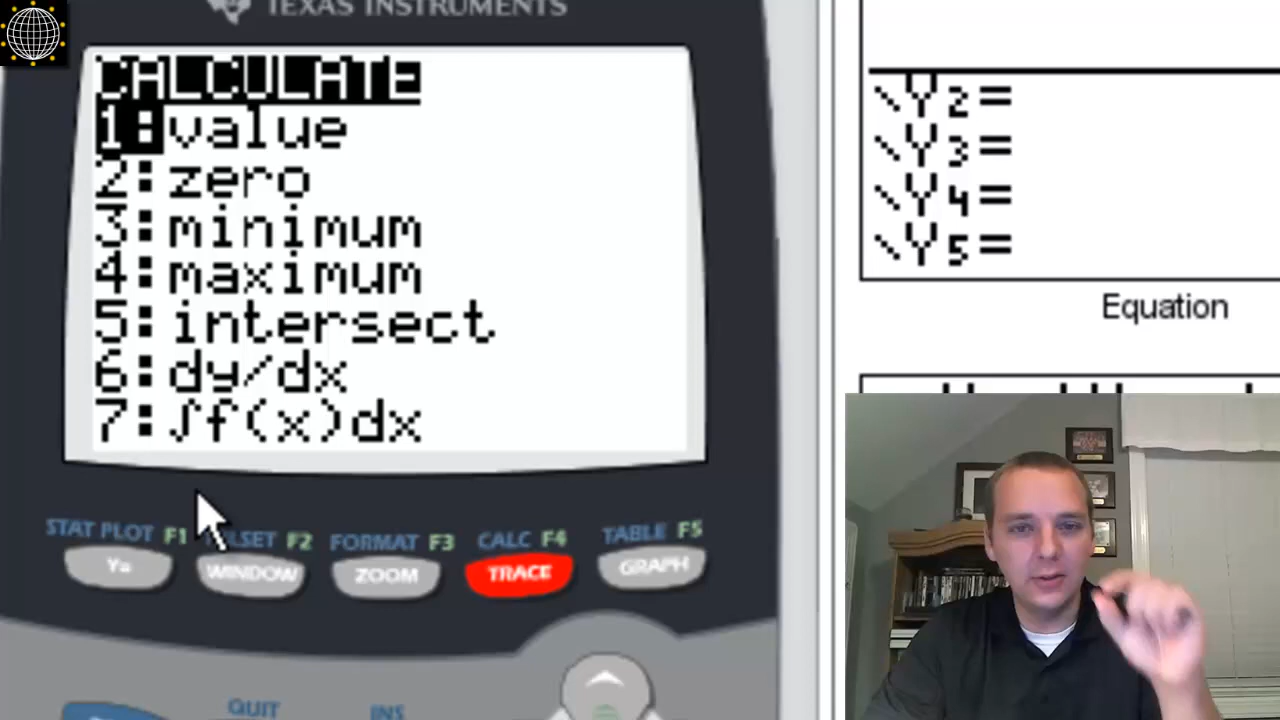 TEXAS INSTRUMENTS
CALCULATE
1:value
2:zero
3:minimum
4:maximum
5:intersect
6:dy/dx
7:∫f(x)dx
\Y2=
\Y3=
\Y4=
\Y5=
Equation
STAT PLOT F1 F2 FORMAT F3 CALC F4 TABLE F5
Y= WINDOW ZOOM TRACE GRAPH
QUIT INS